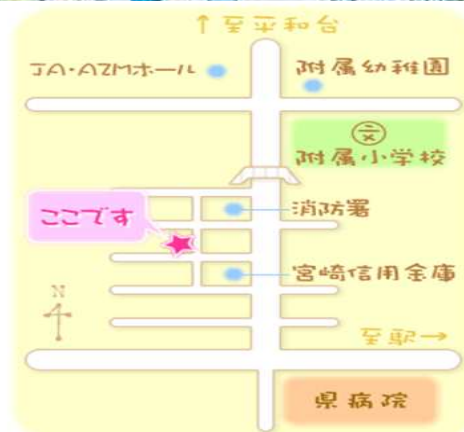 ↑至平和台
JA・AZMホール
附属幼稚園
文
附属小学校
ここです
消防署
宮崎信用金庫
N
至駅→
県病院